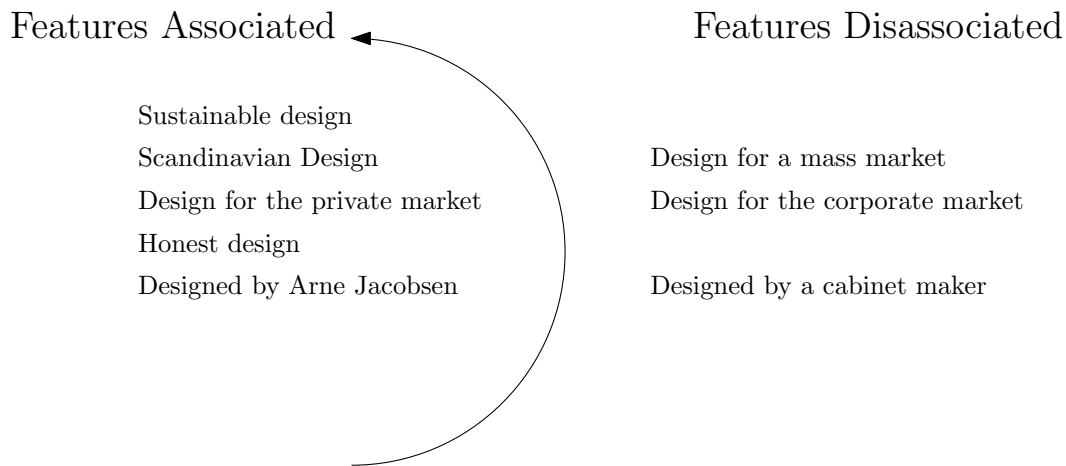 Features Associated
Features Disassociated
Sustainable design
Scandinavian Design
Design for a mass market
Design for the private market
Design for the corporate market
Honest design
Designed by Arne Jacobsen
Designed by a cabinet maker